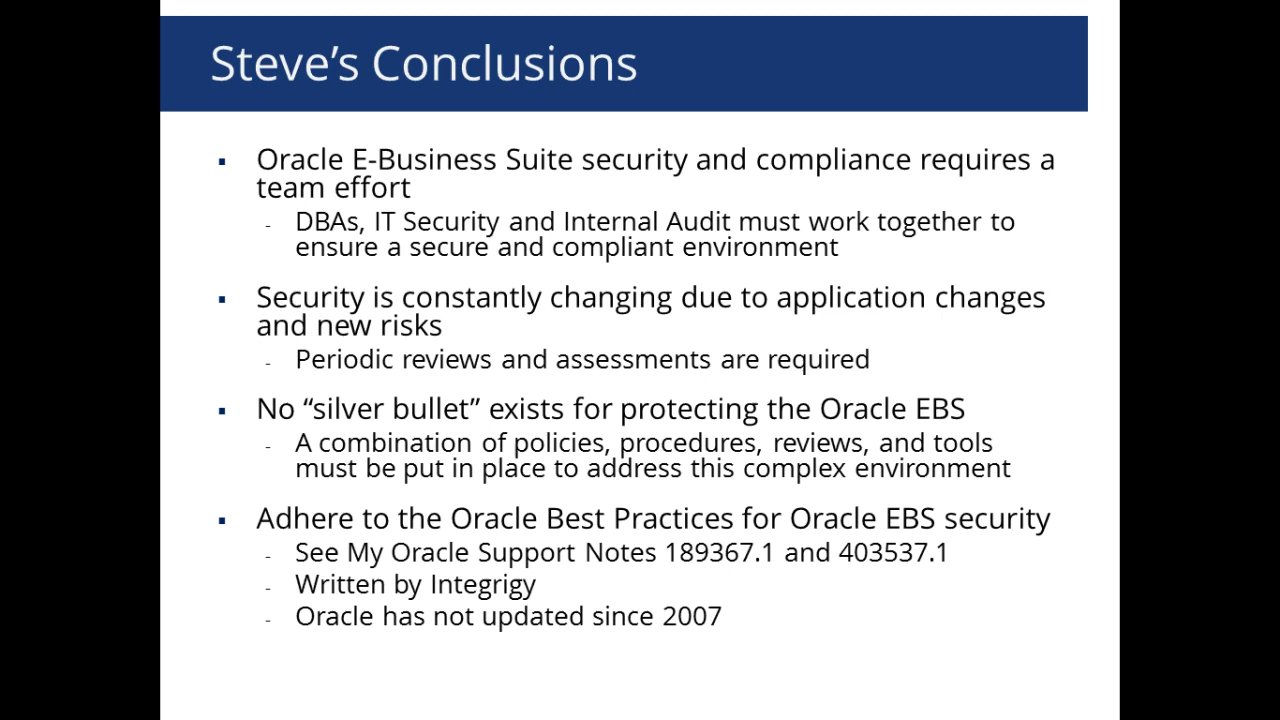 Steve’s Conclusions
▪ Oracle E-Business Suite security and compliance requires a
team effort
- DBAs, IT Security and Internal Audit must work together to
ensure a secure and compliant environment
▪ Security is constantly changing due to application changes
and new risks
- Periodic reviews and assessments are required
▪ No “silver bullet” exists for protecting the Oracle EBS
- A combination of policies, procedures, reviews, and tools
must be put in place to address this complex environment
▪ Adhere to the Oracle Best Practices for Oracle EBS security
- See My Oracle Support Notes 189367.1 and 403537.1
- Written by Integrigy
- Oracle has not updated since 2007